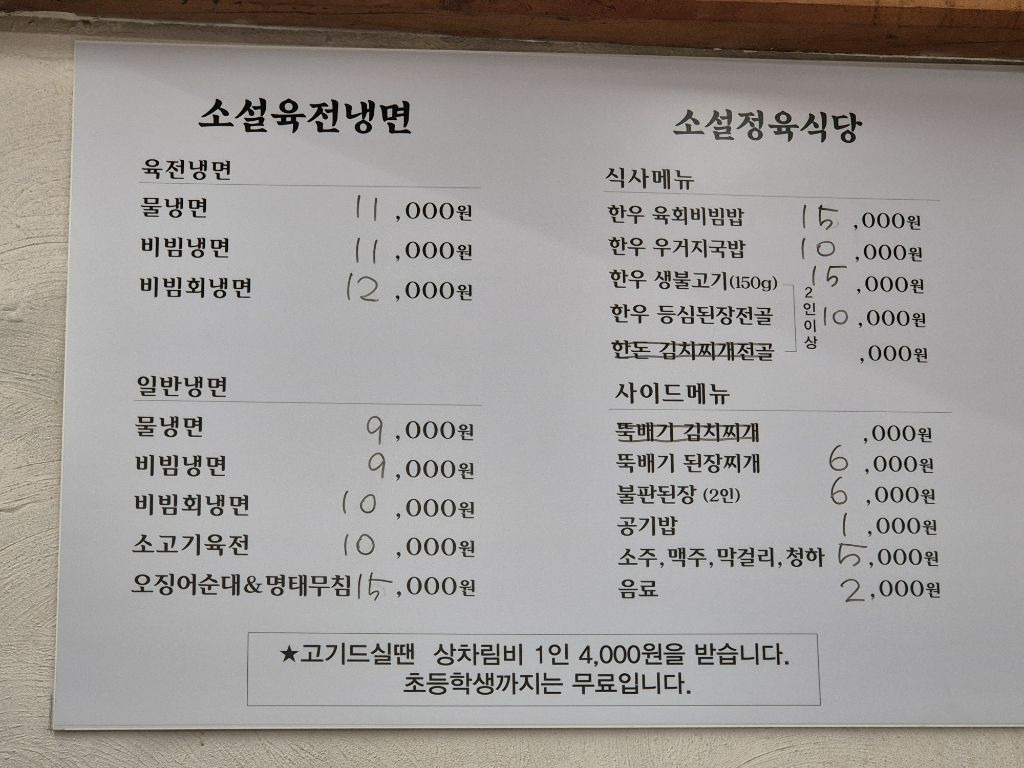 소설육전냉면
육전냉면
물냉면 11,000원
비빔냉면 11,000원
비빔회냉면 12,000원
일반냉면
물냉면 9,000원
비빔냉면 9,000원
비빔회냉면 10,000원
소고기육전 10,000원
오징어순대&명태무침 15,000원
소설정육식당
식사메뉴
한우 육회비빔밥 15,000원
한우 우거지국밥 10,000원
한우 생불고기(150g) 15,000원
한우 등심된장전골 10,000원
한돈 김치찌개전골 ,000원
2인이상
사이드메뉴
뚝배기 김치찌개 ,000원
뚝배기 된장찌개 6,000원
불판된장 (2인) 6,000원
공기밥 1,000원
소주,맥주,막걸리,청하 5,000원
음료 2,000원
★고기드실땐 상차림비 1인 4,000원을 받습니다.
초등학생까지는 무료입니다.